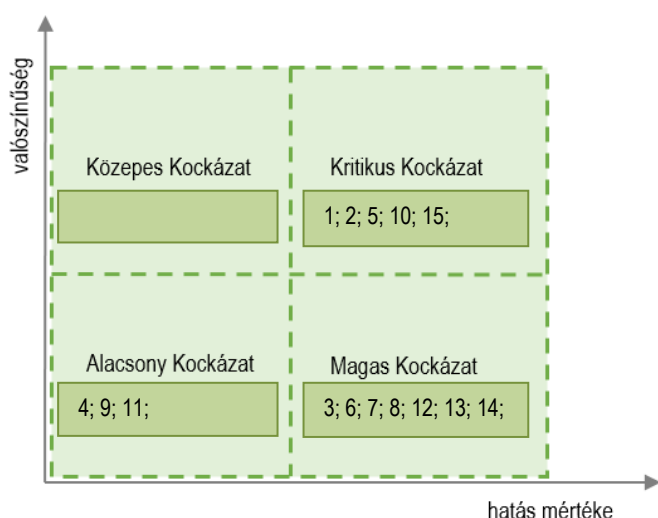 valószínűség
Közepes Kockázat
Kritikus Kockázat
1; 2; 5; 10; 15;
Alacsony Kockázat
Magas Kockázat
4; 9; 11;
3; 6; 7; 8; 12; 13; 14;
hatás mértéke